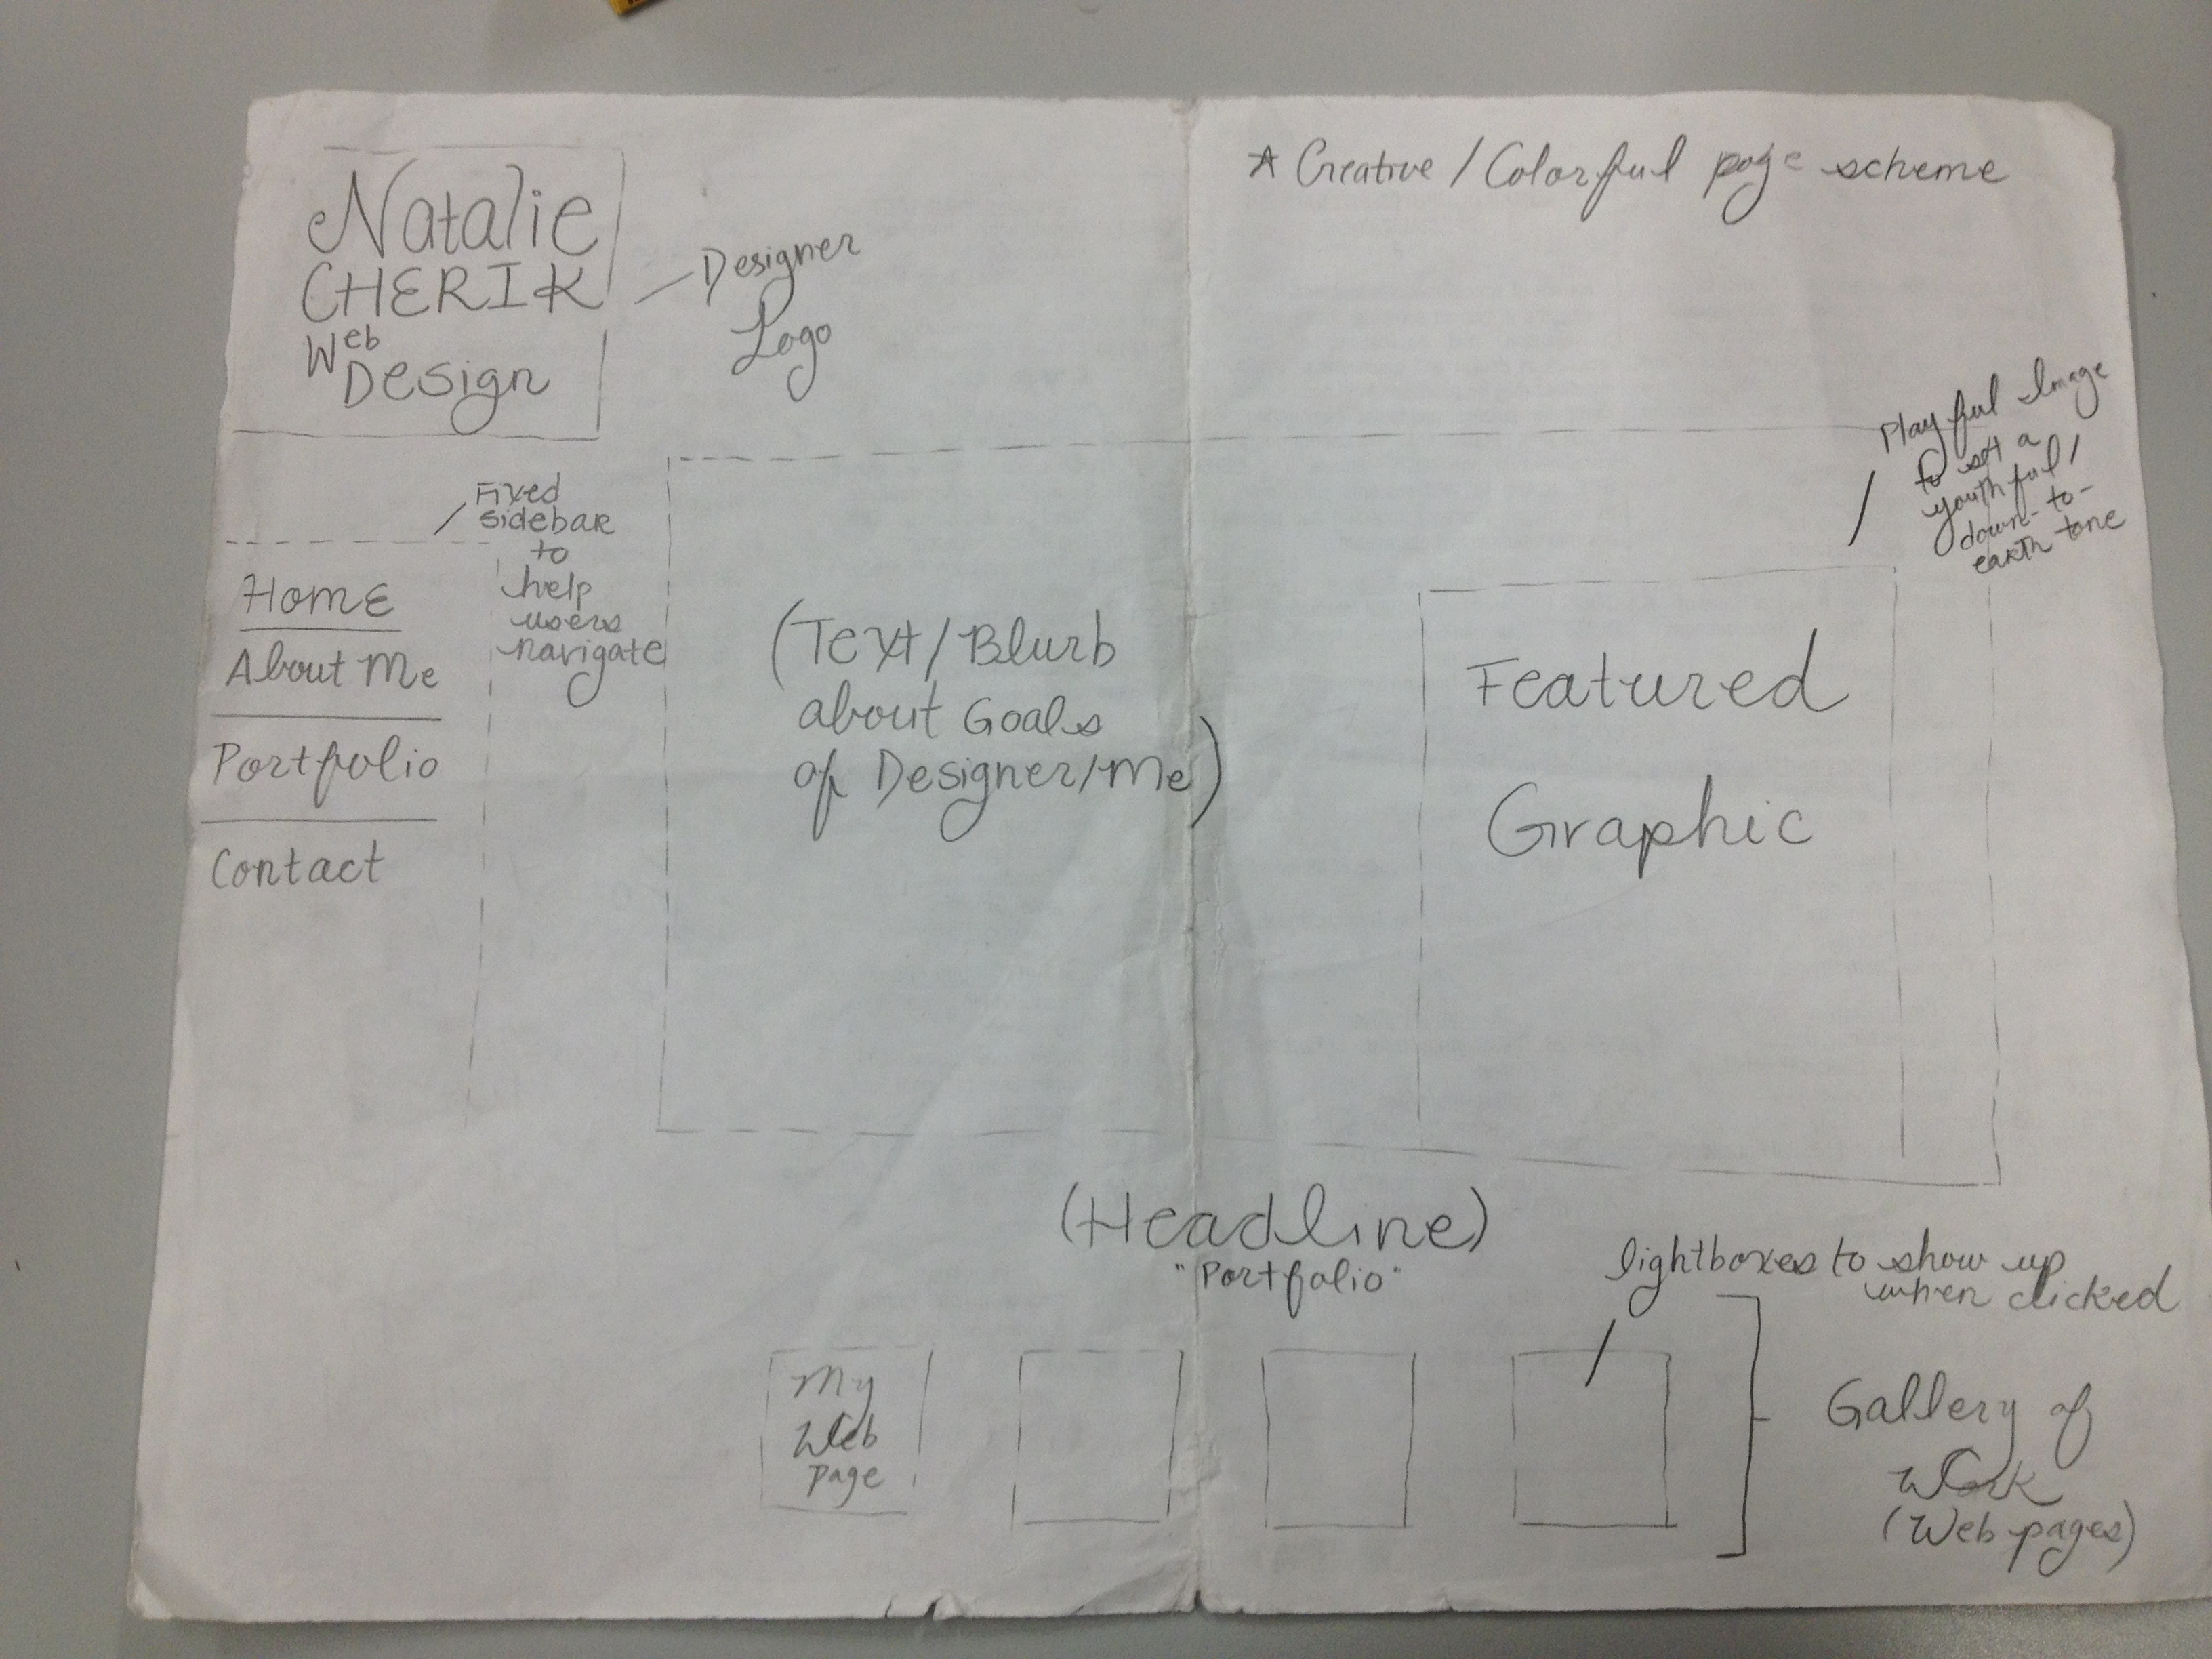 Natalie
CHERIK
Web
Design
Designer
Logo
* Creative / Colorful page scheme
Playful Image
to set a
youthful /
down-to-
earth tone
Fixed
sidebar
to
help
users
navigate
Home
About Me
Portfolio
Contact
(Text/Blurb
about Goals
of Designer/Me)
Featured
Graphic
(Headline)
"Portfolio"
lightboxes to show up
when clicked
My
Web
page
Gallery of
Work
(Web pages)